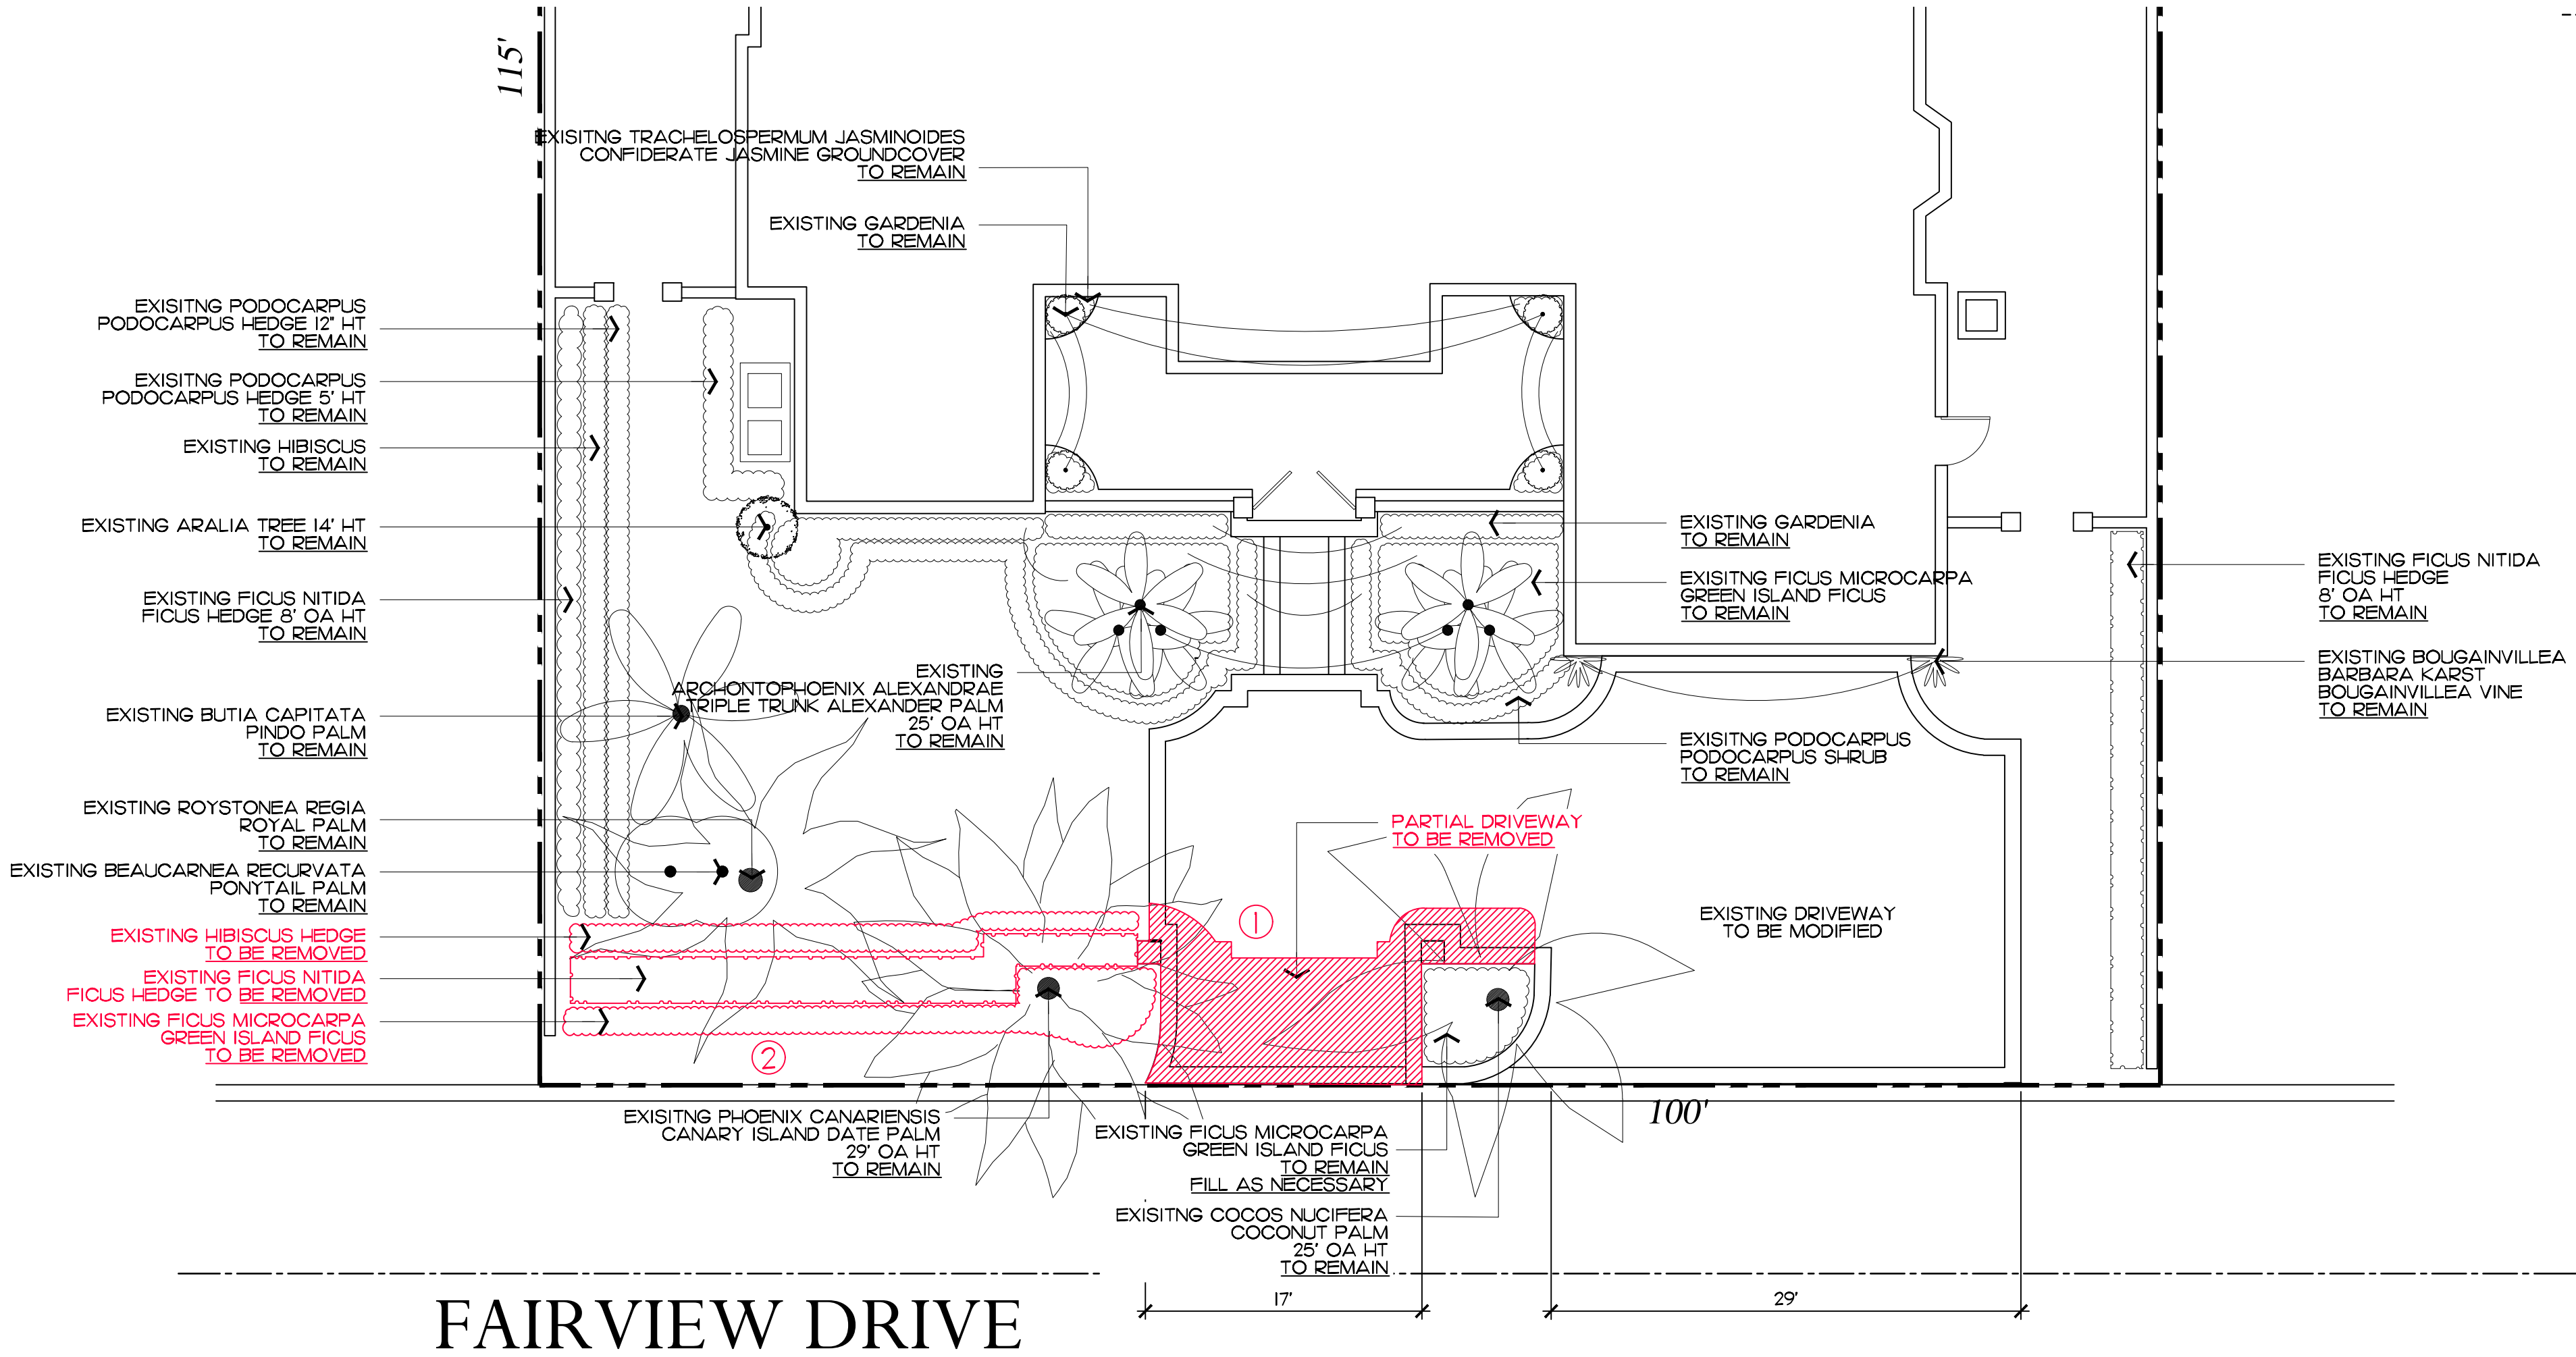 115'
EXISITNG TRACHELOSPERMUM JASMINOIDES
CONFIDERATE JASMINE GROUNDCOVER
TO REMAIN
EXISTING GARDENIA
TO REMAIN
EXISITNG PODOCARPUS
PODOCARPUS HEDGE 12" HT
TO REMAIN
EXISITNG PODOCARPUS
PODOCARPUS HEDGE 5' HT
TO REMAIN
EXISTING HIBISCUS
TO REMAIN
EXISTING ARALIA TREE 14' HT
TO REMAIN
EXISTING FICUS NITIDA
FICUS HEDGE 8' OA HT
TO REMAIN
EXISTING BUTIA CAPITATA
PINDO PALM
TO REMAIN
EXISTING ROYSTONEA REGIA
ROYAL PALM
TO REMAIN
EXISTING BEAUCARNEA RECURVATA
PONYTAIL PALM
TO REMAIN
EXISTING HIBISCUS HEDGE
TO BE REMOVED
EXISTING FICUS NITIDA
FICUS HEDGE TO BE REMOVED
EXISTING FICUS MICROCARPA
GREEN ISLAND FICUS
TO BE REMOVED
EXISTING
ARCHONTOPHOENIX ALEXANDRAE
TRIPLE TRUNK ALEXANDER PALM
25' OA HT
TO REMAIN
EXISTING GARDENIA
TO REMAIN
EXISITNG FICUS MICROCARPA
GREEN ISLAND FICUS
TO REMAIN
EXISITNG PODOCARPUS
PODOCARPUS SHRUB
TO REMAIN
EXISTING FICUS NITIDA
FICUS HEDGE
8' OA HT
TO REMAIN
EXISTING BOUGAINVILLEA
BARBARA KARST
BOUGAINVILLEA VINE
TO REMAIN
PARTIAL DRIVEWAY
TO BE REMOVED
1
EXISTING DRIVEWAY
TO BE MODIFIED
2
EXISITNG PHOENIX CANARIENSIS
CANARY ISLAND DATE PALM
29' OA HT
TO REMAIN
EXISTING FICUS MICROCARPA
GREEN ISLAND FICUS
TO REMAIN
FILL AS NECESSARY
EXISITNG COCOS NUCIFERA
COCONUT PALM
25' OA HT
TO REMAIN
100'
17'
29'
FAIRVIEW DRIVE